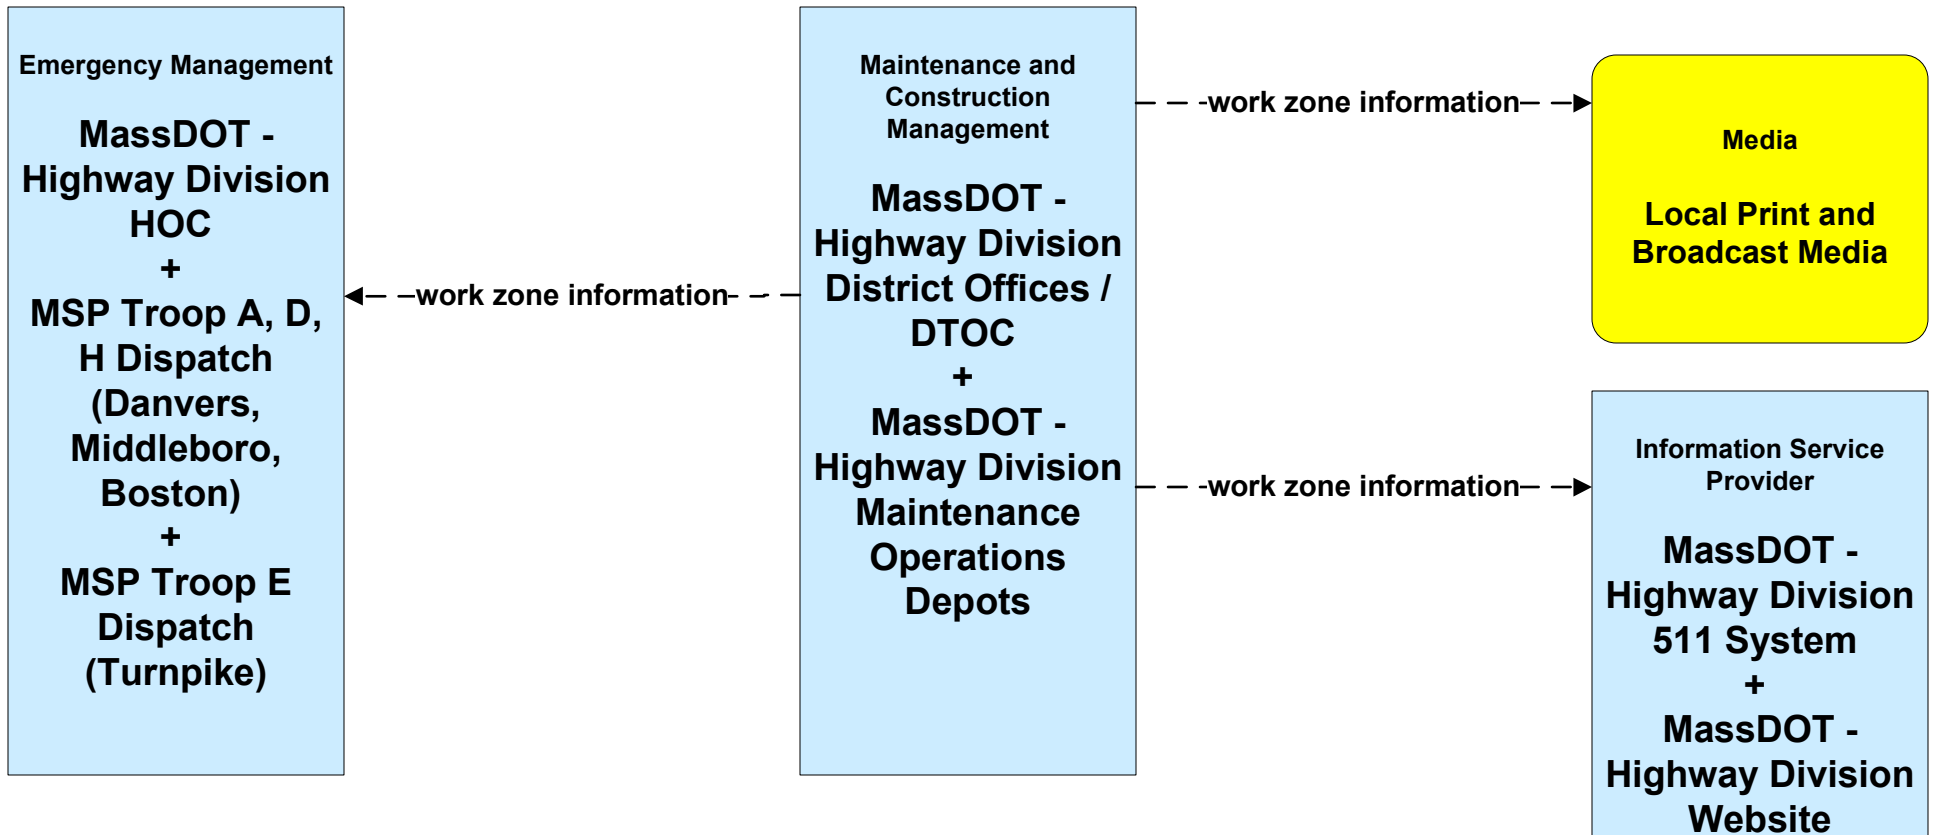 Emergency Management
MassDOT -
Highway Division
HOC
+
MSP Troop A, D,
H Dispatch
(Danvers,
Middleboro,
Boston)
+
MSP Troop E
Dispatch
(Turnpike)
work zone information
Maintenance and
Construction
Management
MassDOT -
Highway Division
District Offices /
DTOC
+
MassDOT -
Highway Division
Maintenance
Operations
Depots
work zone information
Media
Local Print and
Broadcast Media
work zone information
Information Service
Provider
MassDOT -
Highway Division
511 System
+
MassDOT -
Highway Division
Website